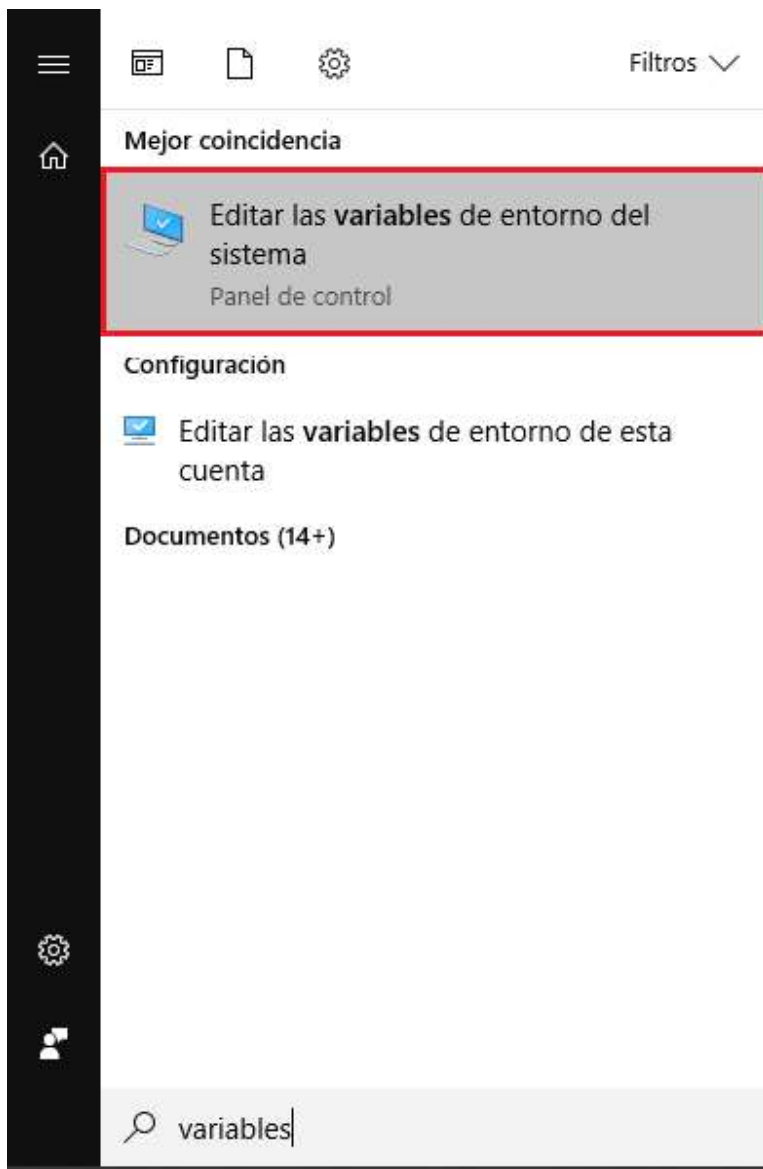 Filtros
Mejor coincidencia
Editar las variables de entorno del
sistema
Panel de control
Configuración
Editar las variables de entorno de esta
cuenta
Documentos (14+)
variables